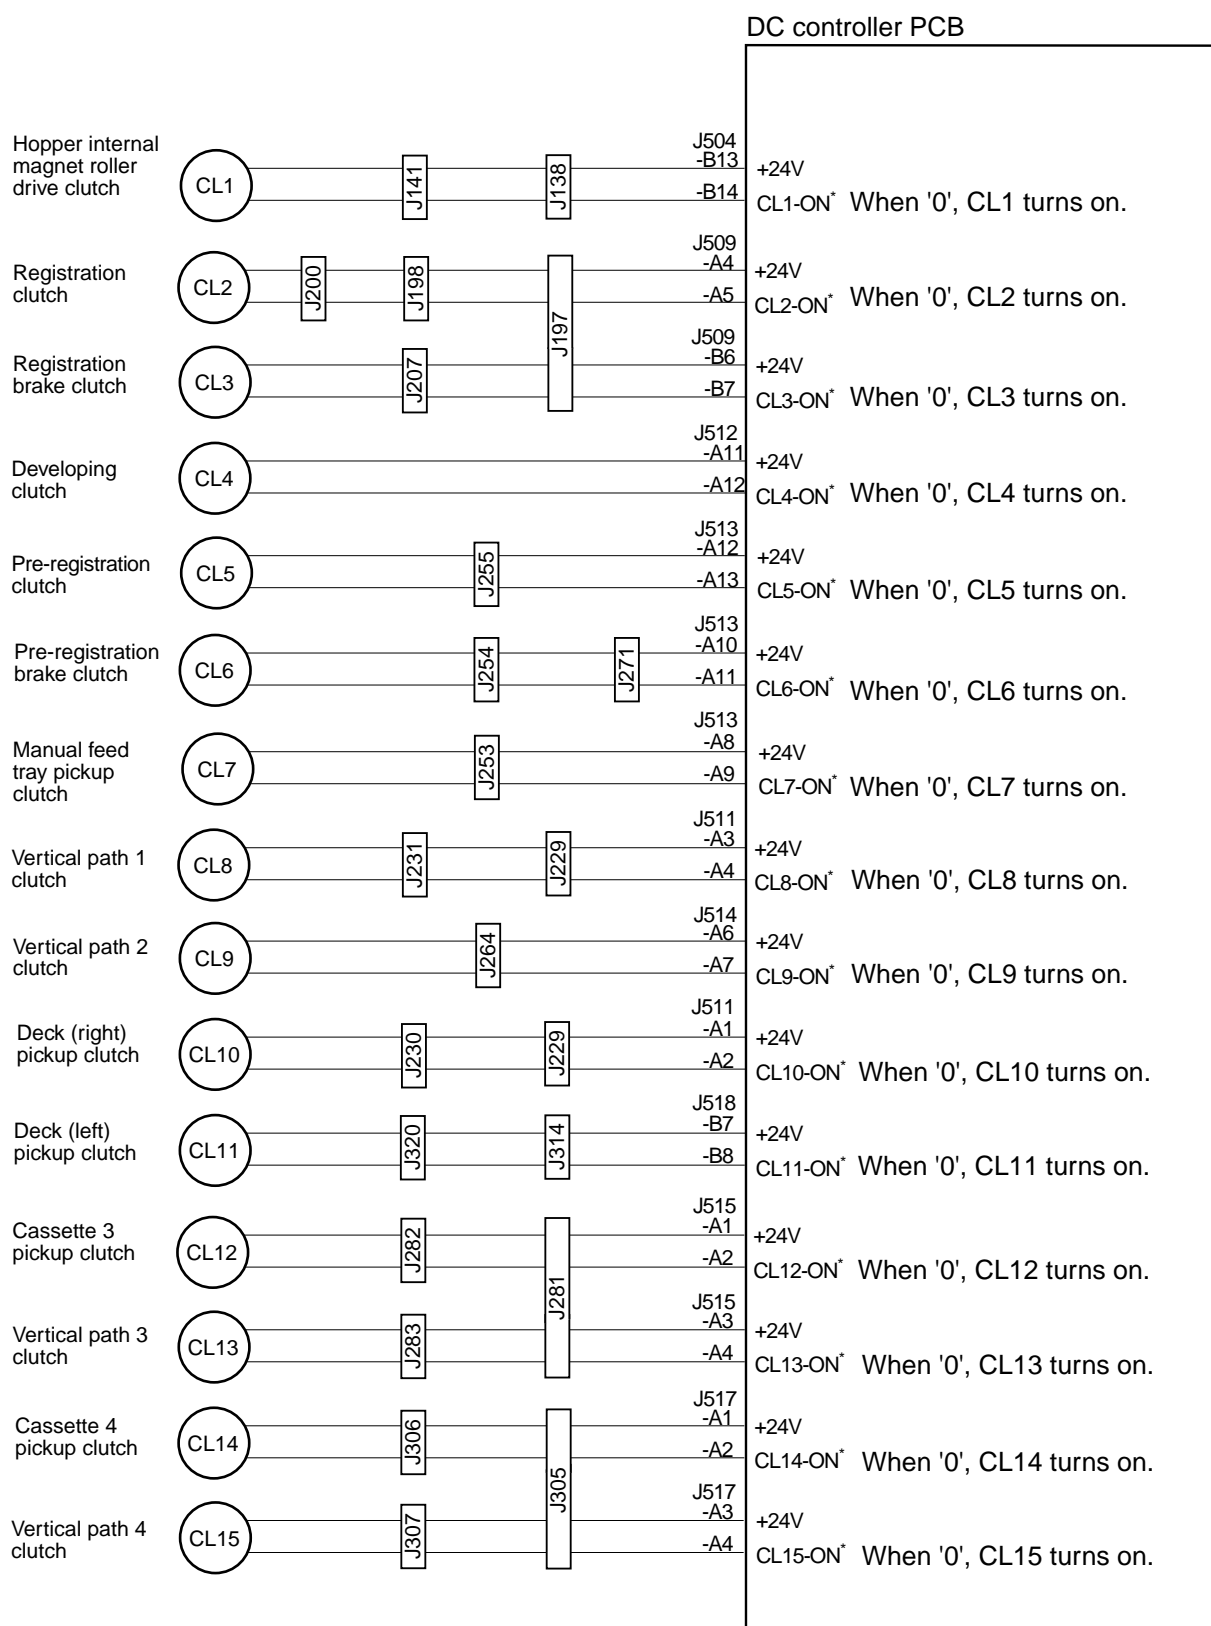 DC controller PCB
Hopper internal
magnet roller
drive clutch
CL1
J141
J138
J504
-B13
-B14
+24V
CL1-ON* When '0', CL1 turns on.
Registration
clutch
CL2
J200
J198
J197
J509
-A4
-A5
+24V
CL2-ON* When '0', CL2 turns on.
Registration
brake clutch
CL3
J207
J509
-B6
-B7
+24V
CL3-ON* When '0', CL3 turns on.
Developing
clutch
CL4
J512
-A11
-A12
+24V
CL4-ON* When '0', CL4 turns on.
Pre-registration
clutch
CL5
J255
J513
-A12
-A13
+24V
CL5-ON* When '0', CL5 turns on.
Pre-registration
brake clutch
CL6
J254
J271
J513
-A10
-A11
+24V
CL6-ON* When '0', CL6 turns on.
Manual feed
tray pickup
clutch
CL7
J253
J513
-A8
-A9
+24V
CL7-ON* When '0', CL7 turns on.
Vertical path 1
clutch
CL8
J231
J229
J511
-A3
-A4
+24V
CL8-ON* When '0', CL8 turns on.
Vertical path 2
clutch
CL9
J264
J514
-A6
-A7
+24V
CL9-ON* When '0', CL9 turns on.
Deck (right)
pickup clutch
CL10
J230
J229
J511
-A1
-A2
+24V
CL10-ON* When '0', CL10 turns on.
Deck (left)
pickup clutch
CL11
J320
J314
J518
-B7
-B8
+24V
CL11-ON* When '0', CL11 turns on.
Cassette 3
pickup clutch
CL12
J282
J281
J515
-A1
-A2
+24V
CL12-ON* When '0', CL12 turns on.
Vertical path 3
clutch
CL13
J283
J515
-A3
-A4
+24V
CL13-ON* When '0', CL13 turns on.
Cassette 4
pickup clutch
CL14
J306
J305
J517
-A1
-A2
+24V
CL14-ON* When '0', CL14 turns on.
Vertical path 4
clutch
CL15
J307
J517
-A3
-A4
+24V
CL15-ON* When '0', CL15 turns on.